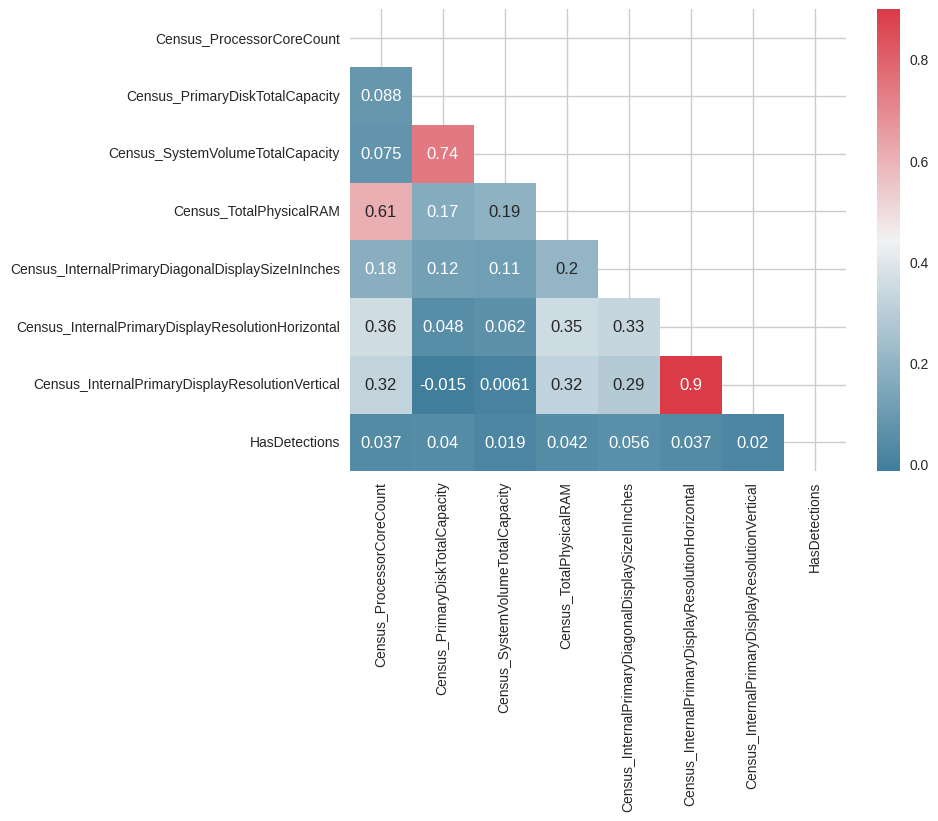 Census_ProcessorCoreCount
Census_PrimaryDiskTotalCapacity
0.088
Census_SystemVolumeTotalCapacity
0.075 0.74
Census_TotalPhysicalRAM
0.61 0.17 0.19
Census_InternalPrimaryDiagonalDisplaySizeInInches
0.18 0.12 0.11 0.2
Census_InternalPrimaryDisplayResolutionHorizontal
0.36 0.048 0.062 0.35 0.33
Census_InternalPrimaryDisplayResolutionVertical
0.32 -0.015 0.0061 0.32 0.29 0.9
HasDetections
0.037 0.04 0.019 0.042 0.056 0.037 0.02
Census_ProcessorCoreCount
Census_PrimaryDiskTotalCapacity
Census_SystemVolumeTotalCapacity
Census_TotalPhysicalRAM
Census_InternalPrimaryDiagonalDisplaySizeInInches
Census_InternalPrimaryDisplayResolutionHorizontal
Census_InternalPrimaryDisplayResolutionVertical
HasDetections
0.8
0.6
0.4
0.2
0.0